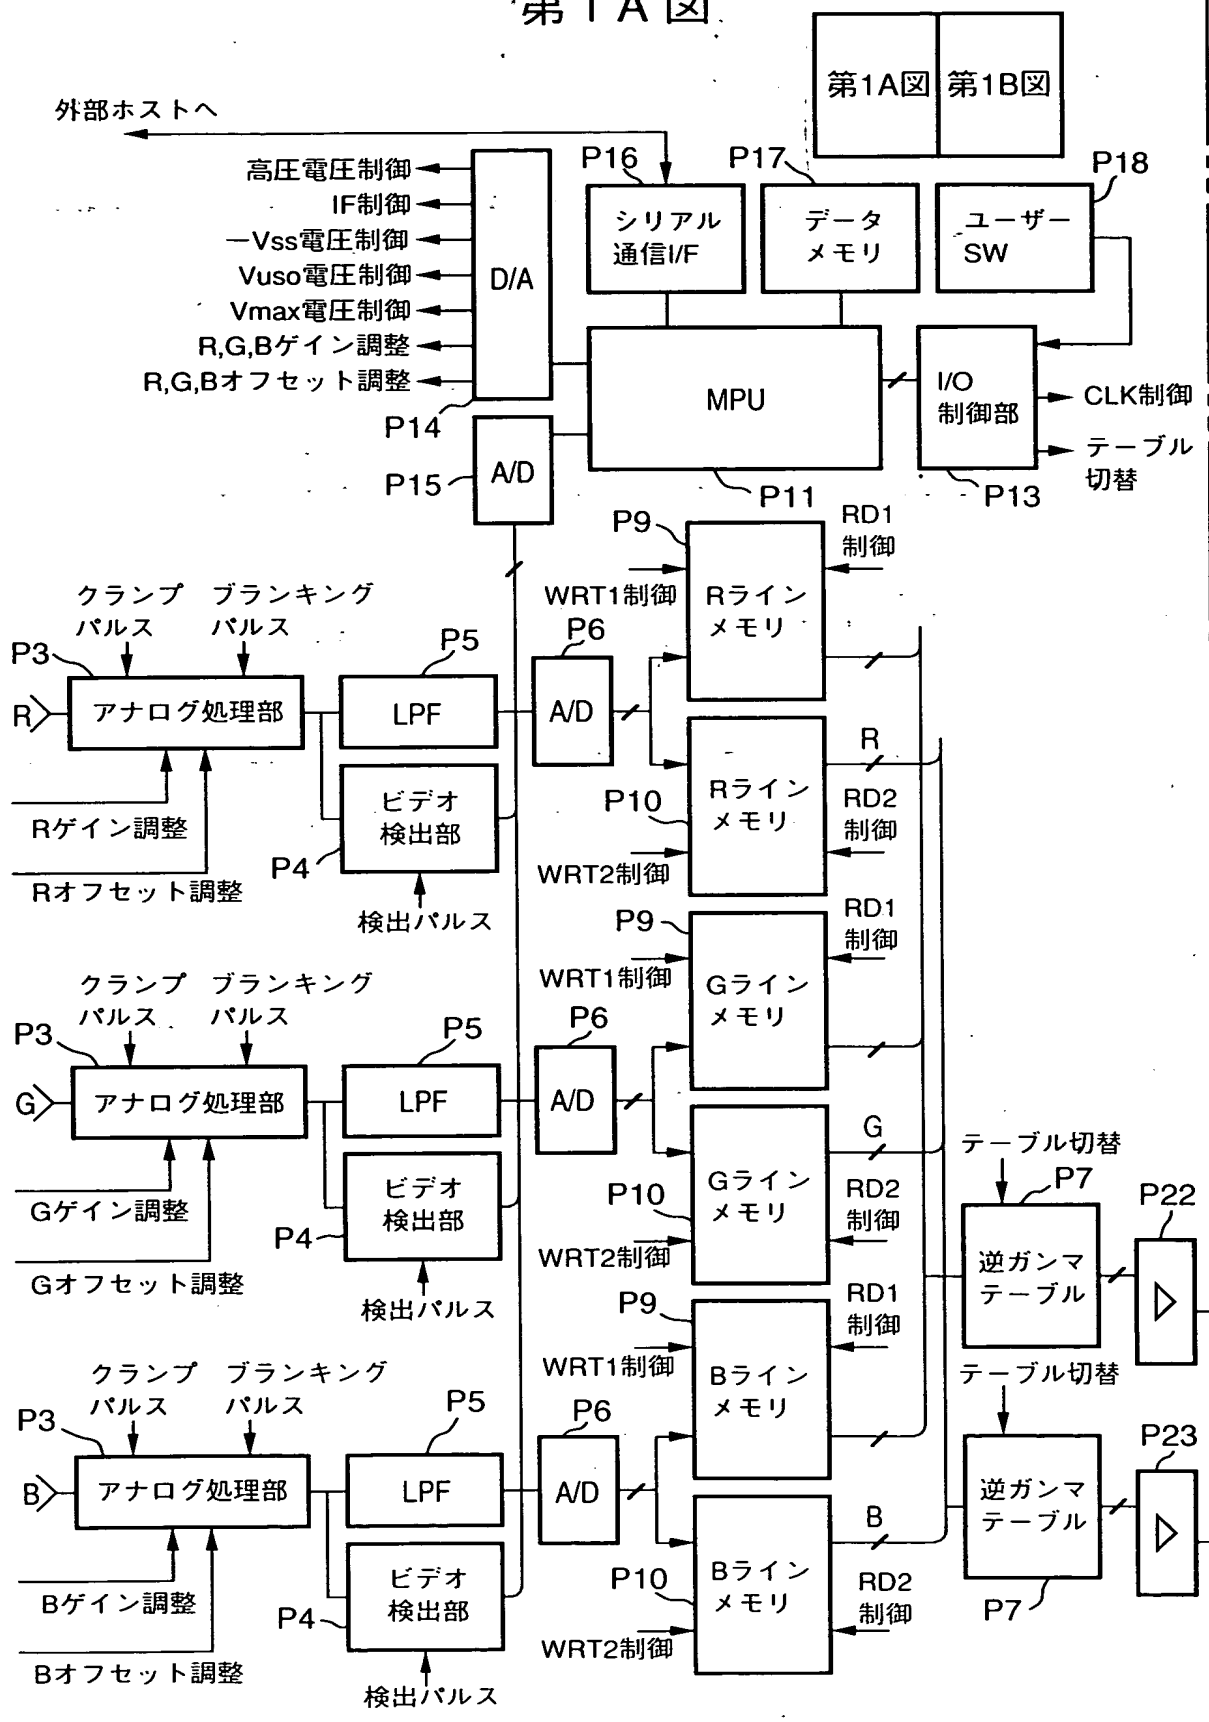 第1A図
第1A図
第1B図
外部ホストへ
高圧電圧制御
IF制御
－Vss電圧制御
Vuso電圧制御
Vmax電圧制御
R,G,Bゲイン調整
R,G,Bオフセット調整
D/A
P14
P16
シリアル
通信I/F
P17
データ
メモリ
P18
ユーザー
SW
MPU
P11
I/O
制御部
P13
CLK制御
テーブル
切替
P15
A/D
クランプ
パルス
ブランキング
パルス
P3
R
アナログ処理部
P5
LPF
P6
A/D
ビデオ
検出部
P4
検出パルス
Rゲイン調整
Rオフセット調整
P9
WRT1制御
Rライン
メモリ
RD1
制御
R
P10
WRT2制御
Rライン
メモリ
RD2
制御
クランプ
パルス
ブランキング
パルス
P3
G
アナログ処理部
P5
LPF
P6
A/D
ビデオ
検出部
P4
検出パルス
Gゲイン調整
Gオフセット調整
P9
WRT1制御
Gライン
メモリ
RD1
制御
G
P10
WRT2制御
Gライン
メモリ
RD2
制御
クランプ
パルス
ブランキング
パルス
P3
B
アナログ処理部
P5
LPF
P6
A/D
ビデオ
検出部
P4
検出パルス
Bゲイン調整
Bオフセット調整
P9
WRT1制御
Bライン
メモリ
RD1
制御
B
P10
WRT2制御
Bライン
メモリ
RD2
制御
テーブル切替
P7
逆ガンマ
テーブル
P22
テーブル切替
逆ガンマ
テーブル
P7
P23